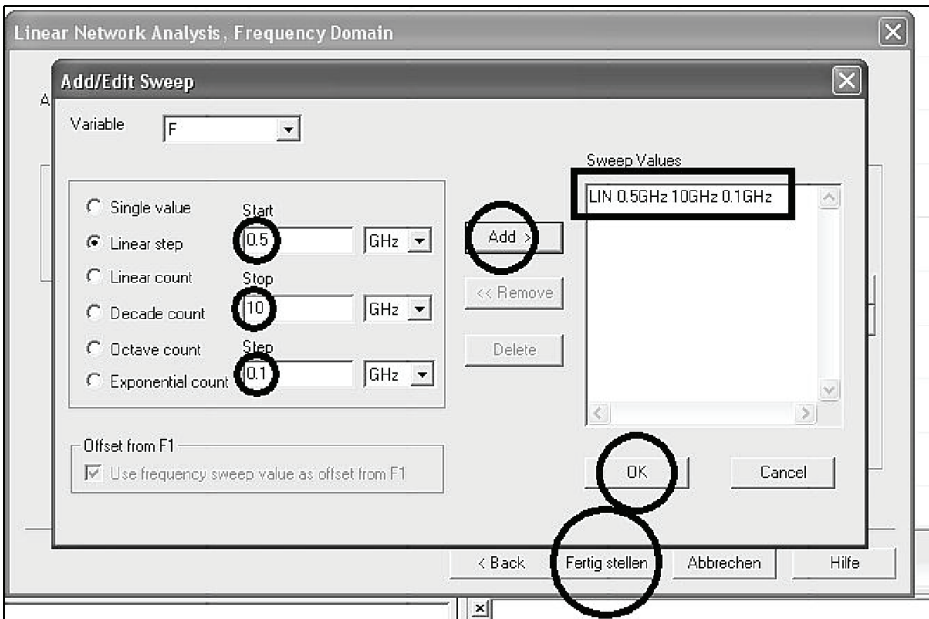 Linear Network Analysis, Frequency Domain
A
Add/Edit Sweep
Variable
F
Sweep Values
LIN 0.5GHz 10GHz 0.1GHz
Single value
Start
Linear step
0.5
GHz
Add >
Linear count
Stop
<< Remove
Decade count
10
GHz
Octave count
Step
Delete
Exponential count
0.1
GHz
Offset from F1
Use frequency sweep value as offset from F1
OK
Cancel
< Back
Fertig stellen
Abbrechen
Hilfe